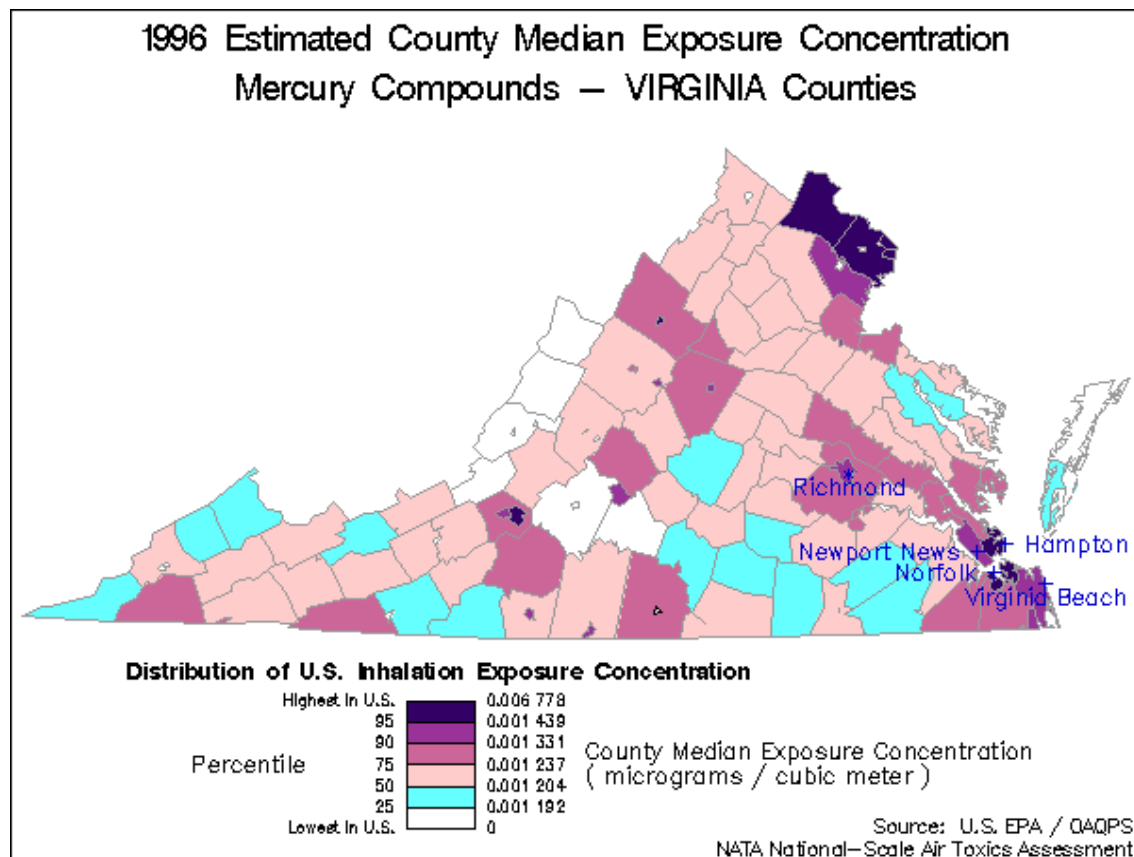 1996 Estimated County Median Exposure Concentration
Mercury Compounds – VIRGINIA Counties
Richmond
Newport News
Hampton
Norfolk
Virginia Beach
Distribution of U.S. Inhalation Exposure Concentration
Highest In U.S. 0.006 778
95 0.001 439
90 0.001 331
75 0.001 237
50 0.001 204
25 0.001 192
Lowest In U.S. 0
Percentile
County Median Exposure Concentration
( micrograms / cubic meter )
Source: U.S. EPA / OAQPS
NATA National-Scale Air Toxics Assessment